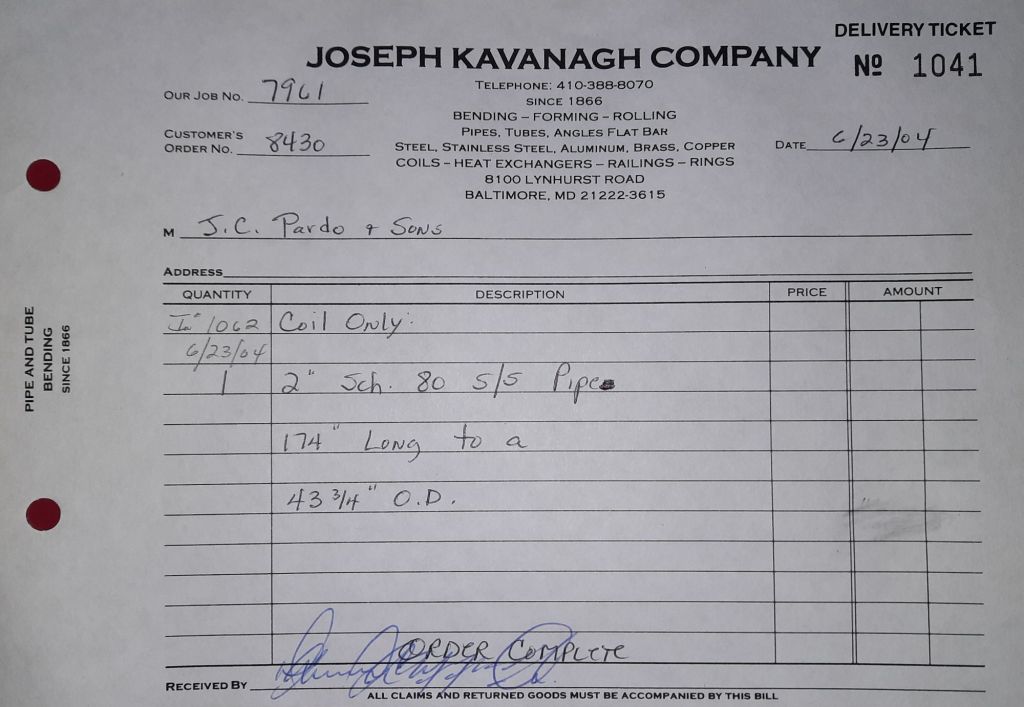 DELIVERY TICKET
JOSEPH KAVANAGH COMPANY
Nº 1041
TELEPHONE: 410-388-8070
SINCE 1866
BENDING – FORMING – ROLLING
PIPES, TUBES, ANGLES FLAT BAR
STEEL, STAINLESS STEEL, ALUMINUM, BRASS, COPPER
COILS – HEAT EXCHANGERS – RAILINGS – RINGS
8100 LYNHURST ROAD
BALTIMORE, MD 21222-3615
OUR JOB NO. 7961
CUSTOMER'S
ORDER NO. 8430
DATE 6/23/04
M J.C. Pardo & Sons
ADDRESS
QUANTITY DESCRIPTION PRICE AMOUNT
1062 Coil Only:
6/23/04
1 2" Sch. 80 S/S Pipe
174" Long to a
43 3/4" O.D.
ORDER COMPLETE
RECEIVED BY
ALL CLAIMS AND RETURNED GOODS MUST BE ACCOMPANIED BY THIS BILL
PIPE AND TUBE
BENDING
SINCE 1866